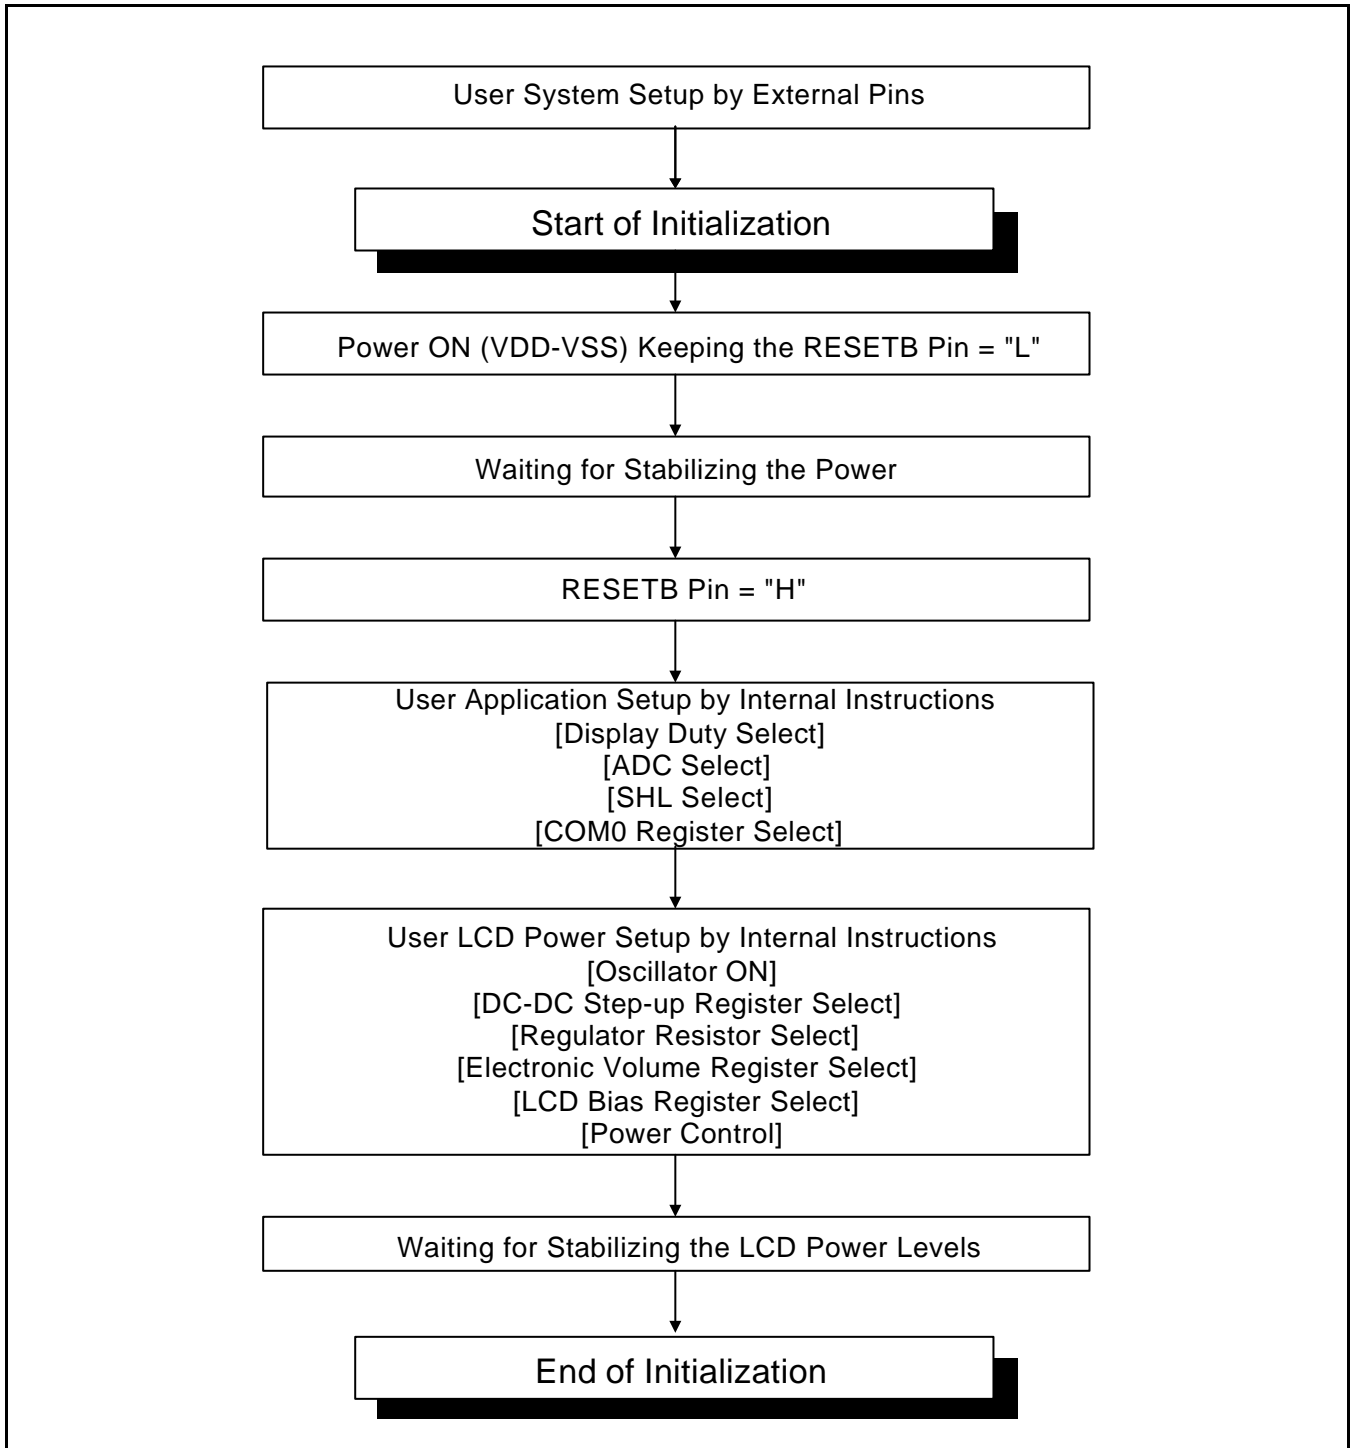 User System Setup by External Pins
Start of Initialization
Power ON (VDD-VSS) Keeping the RESETB Pin = "L"
Waiting for Stabilizing the Power
RESETB Pin = "H"
User Application Setup by Internal Instructions
[Display Duty Select]
[ADC Select]
[SHL Select]
[COM0 Register Select]
User LCD Power Setup by Internal Instructions
[Oscillator ON]
[DC-DC Step-up Register Select]
[Regulator Resistor Select]
[Electronic Volume Register Select]
[LCD Bias Register Select]
[Power Control]
Waiting for Stabilizing the LCD Power Levels
End of Initialization